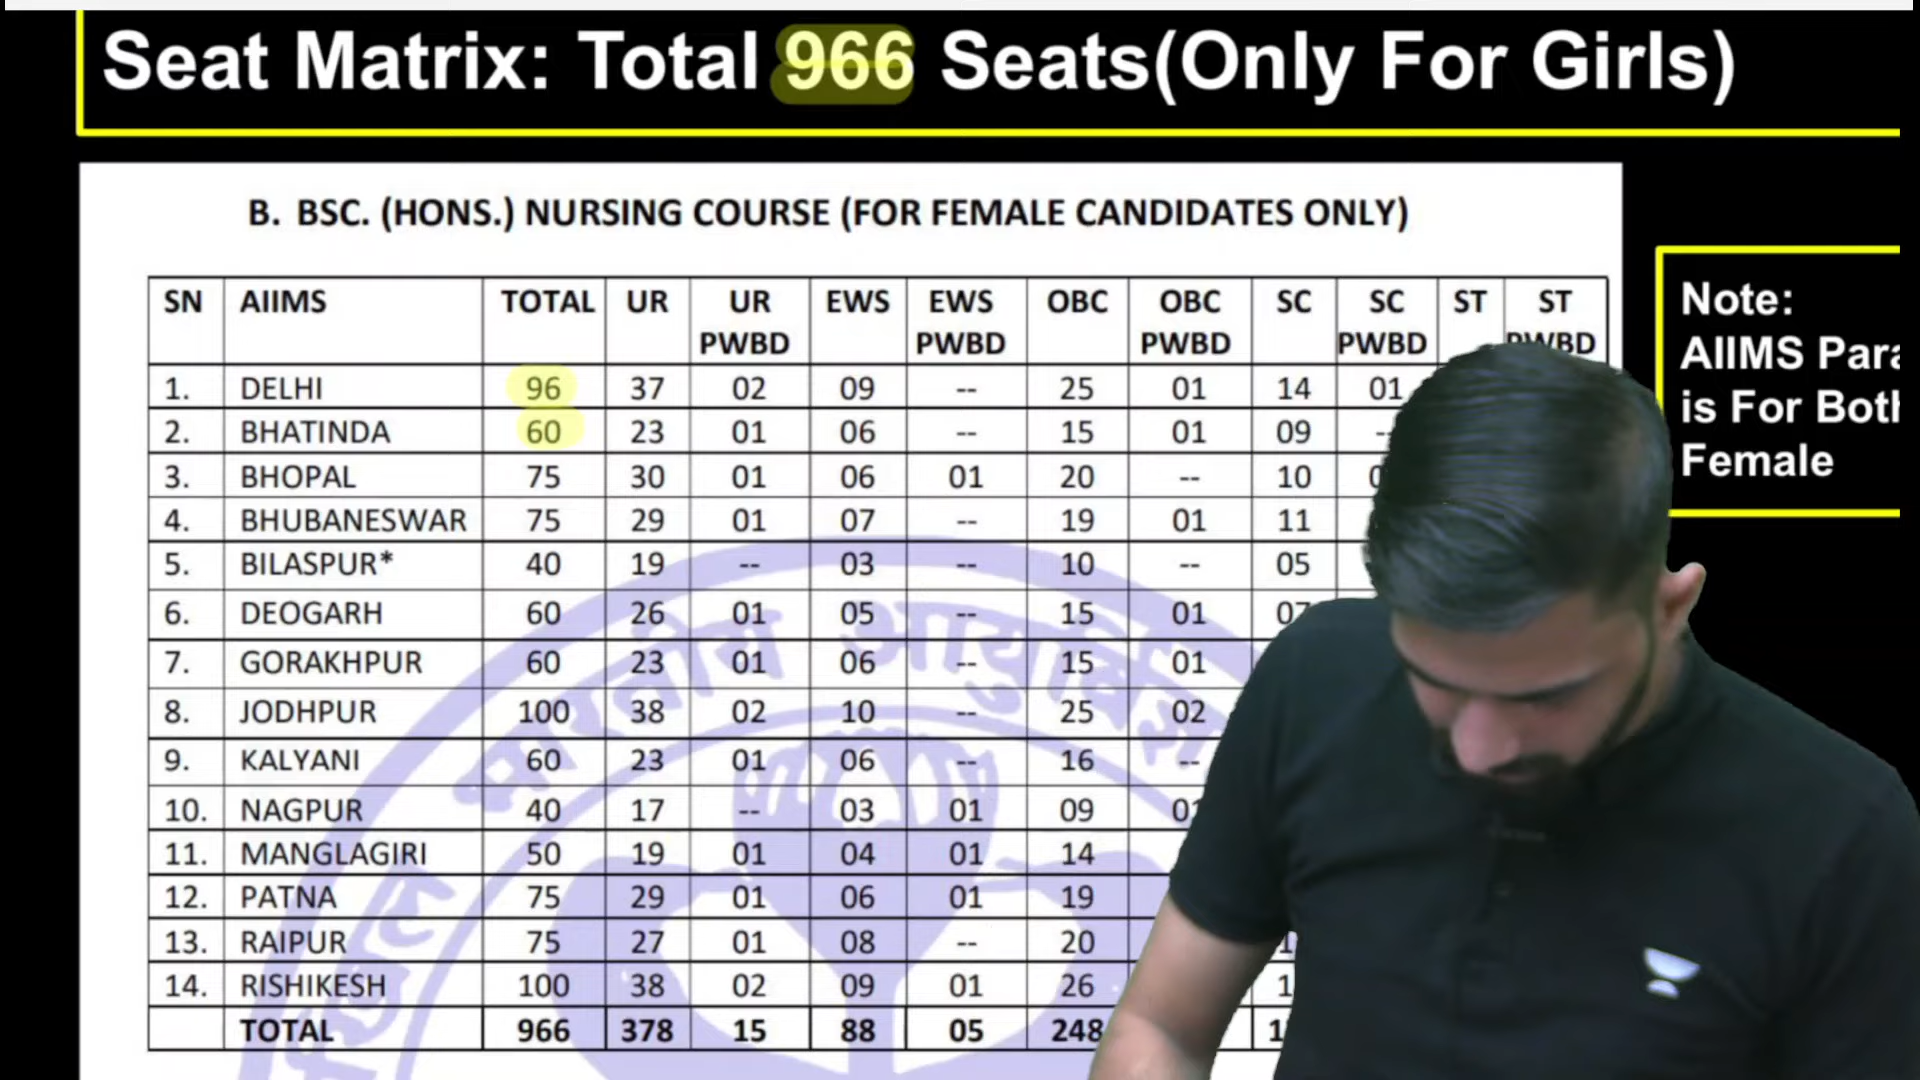 Seat Matrix: Total 966 Seats(Only For Girls)
B. BSC. (HONS.) NURSING COURSE (FOR FEMALE CANDIDATES ONLY)
SN AIIMS TOTAL UR UR PWBD EWS EWS PWBD OBC OBC PWBD SC SC PWBD ST ST PWBD
1. DELHI 96 37 02 09 -- 25 01 14 01
2. BHATINDA 60 23 01 06 -- 15 01 09
3. BHOPAL 75 30 01 06 01 20 -- 10
4. BHUBANESWAR 75 29 01 07 -- 19 01 11
5. BILASPUR* 40 19 -- 03 -- 10 -- 05
6. DEOGARH 60 26 01 05 -- 15 01 07
7. GORAKHPUR 60 23 01 06 -- 15 01
8. JODHPUR 100 38 02 10 -- 25 02
9. KALYANI 60 23 01 06 -- 16 --
10. NAGPUR 40 17 -- 03 01 09
11. MANGLAGIRI 50 19 01 04 01 14
12. PATNA 75 29 01 06 01 19
13. RAIPUR 75 27 01 08 -- 20
14. RISHIKESH 100 38 02 09 01 26
TOTAL 966 378 15 88 05 248
Note:
AIIMS Para
is For Both
Female